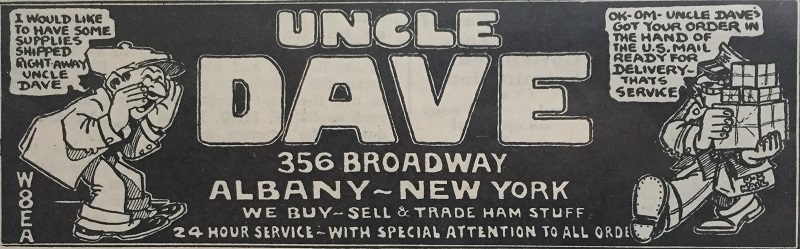 I WOULD LIKE
TO HAVE SOME
SUPPLIES
SHIPPED
RIGHT AWAY
UNCLE
DAVE
W8EA
UNCLE
DAVE
356 BROADWAY
ALBANY~NEW YORK
WE BUY~SELL & TRADE HAM STUFF
24 HOUR SERVICE~WITH SPECIAL ATTENTION TO ALL ORDE
OK-OM-UNCLE DAVE'S
GOT YOUR ORDER IN
THE HAND OF
THE U.S. MAIL
READY FOR
DELIVERY~
THATS
SERVICE
MAIL